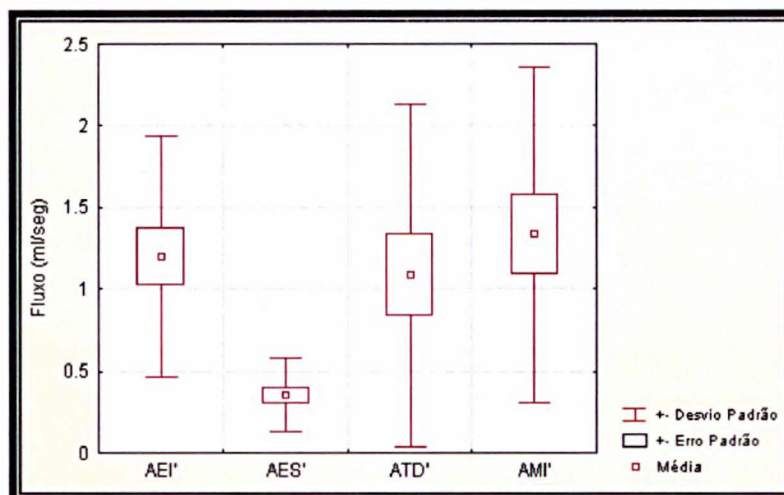 Fluxo (ml/seg)
2.5
2
1.5
1
0.5
0
AEI'
AES'
ATD'
AMI'
+- Desvio Padrão
+- Erro Padrão
Média